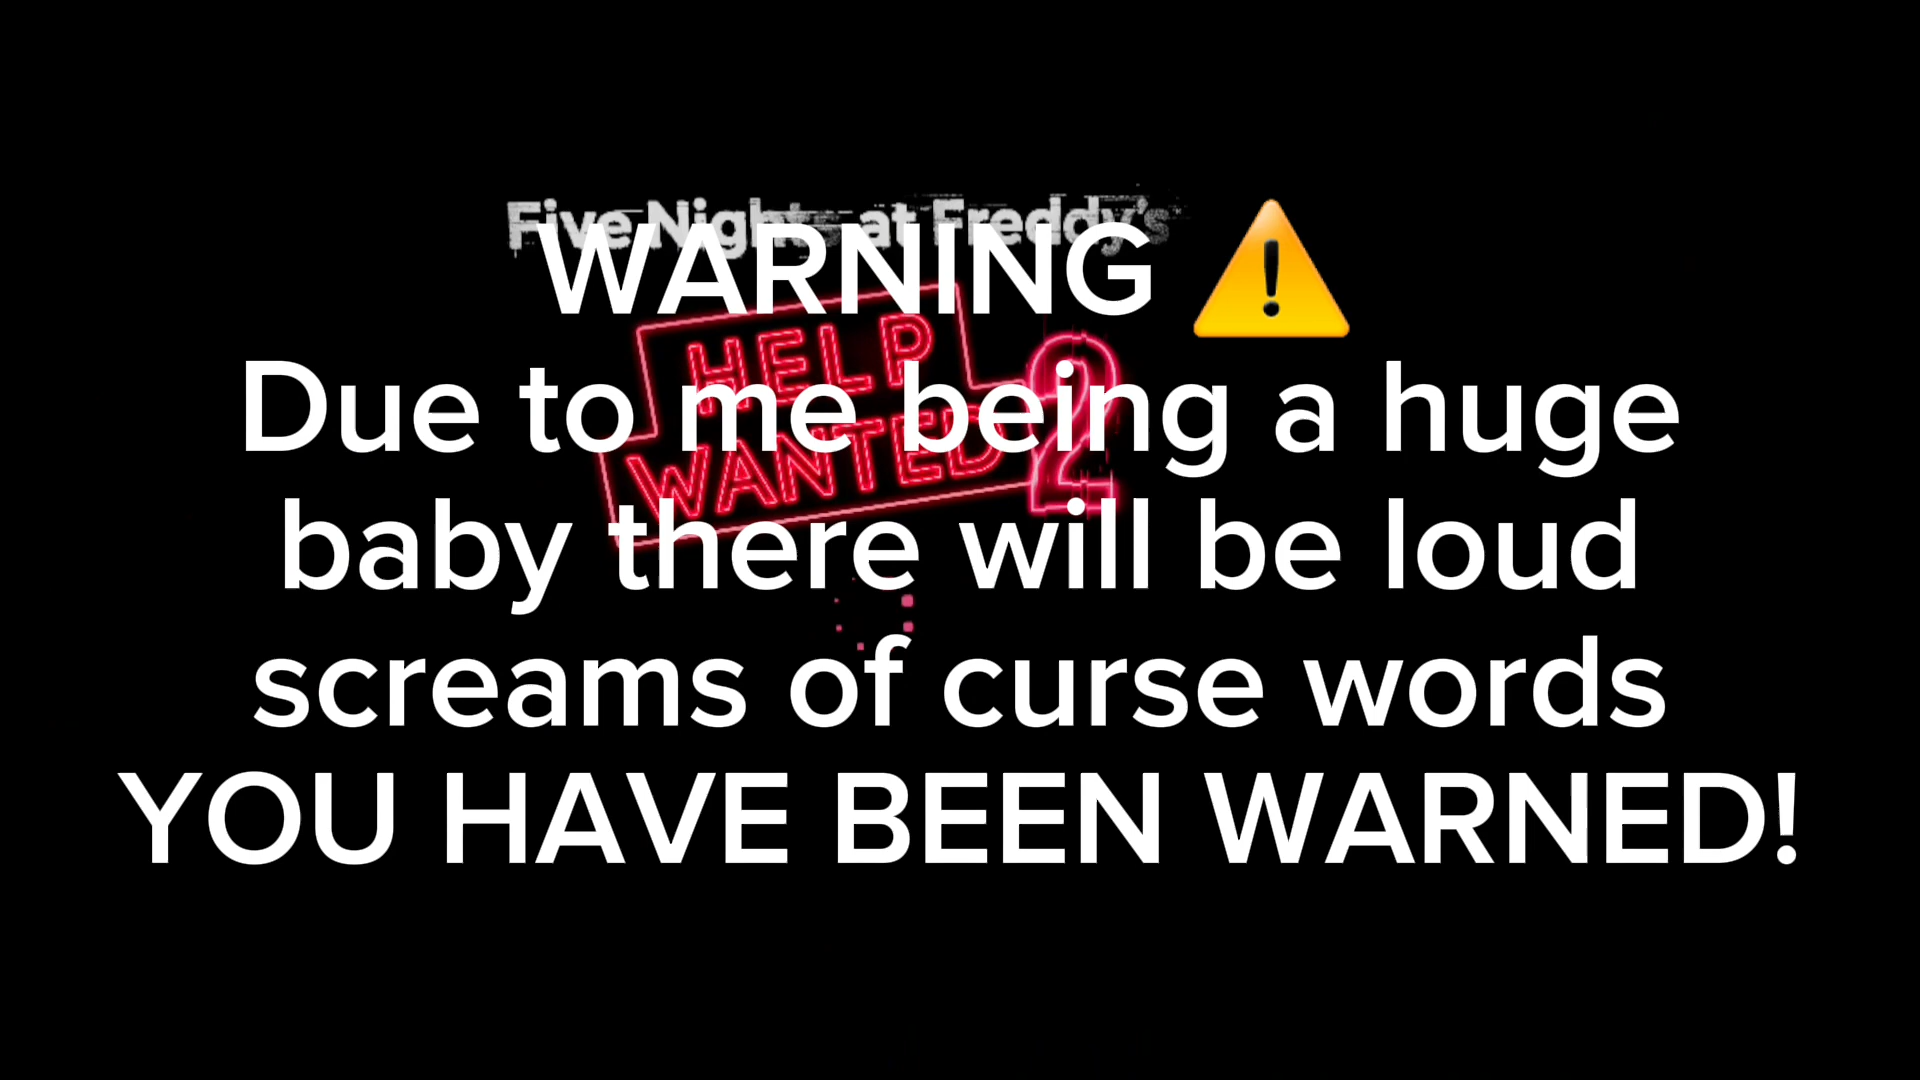 Five Nights at Freddy's
WARNING ⚠️
HELP
WANTED 2
Due to me being a huge
baby there will be loud
screams of curse words
YOU HAVE BEEN WARNED!